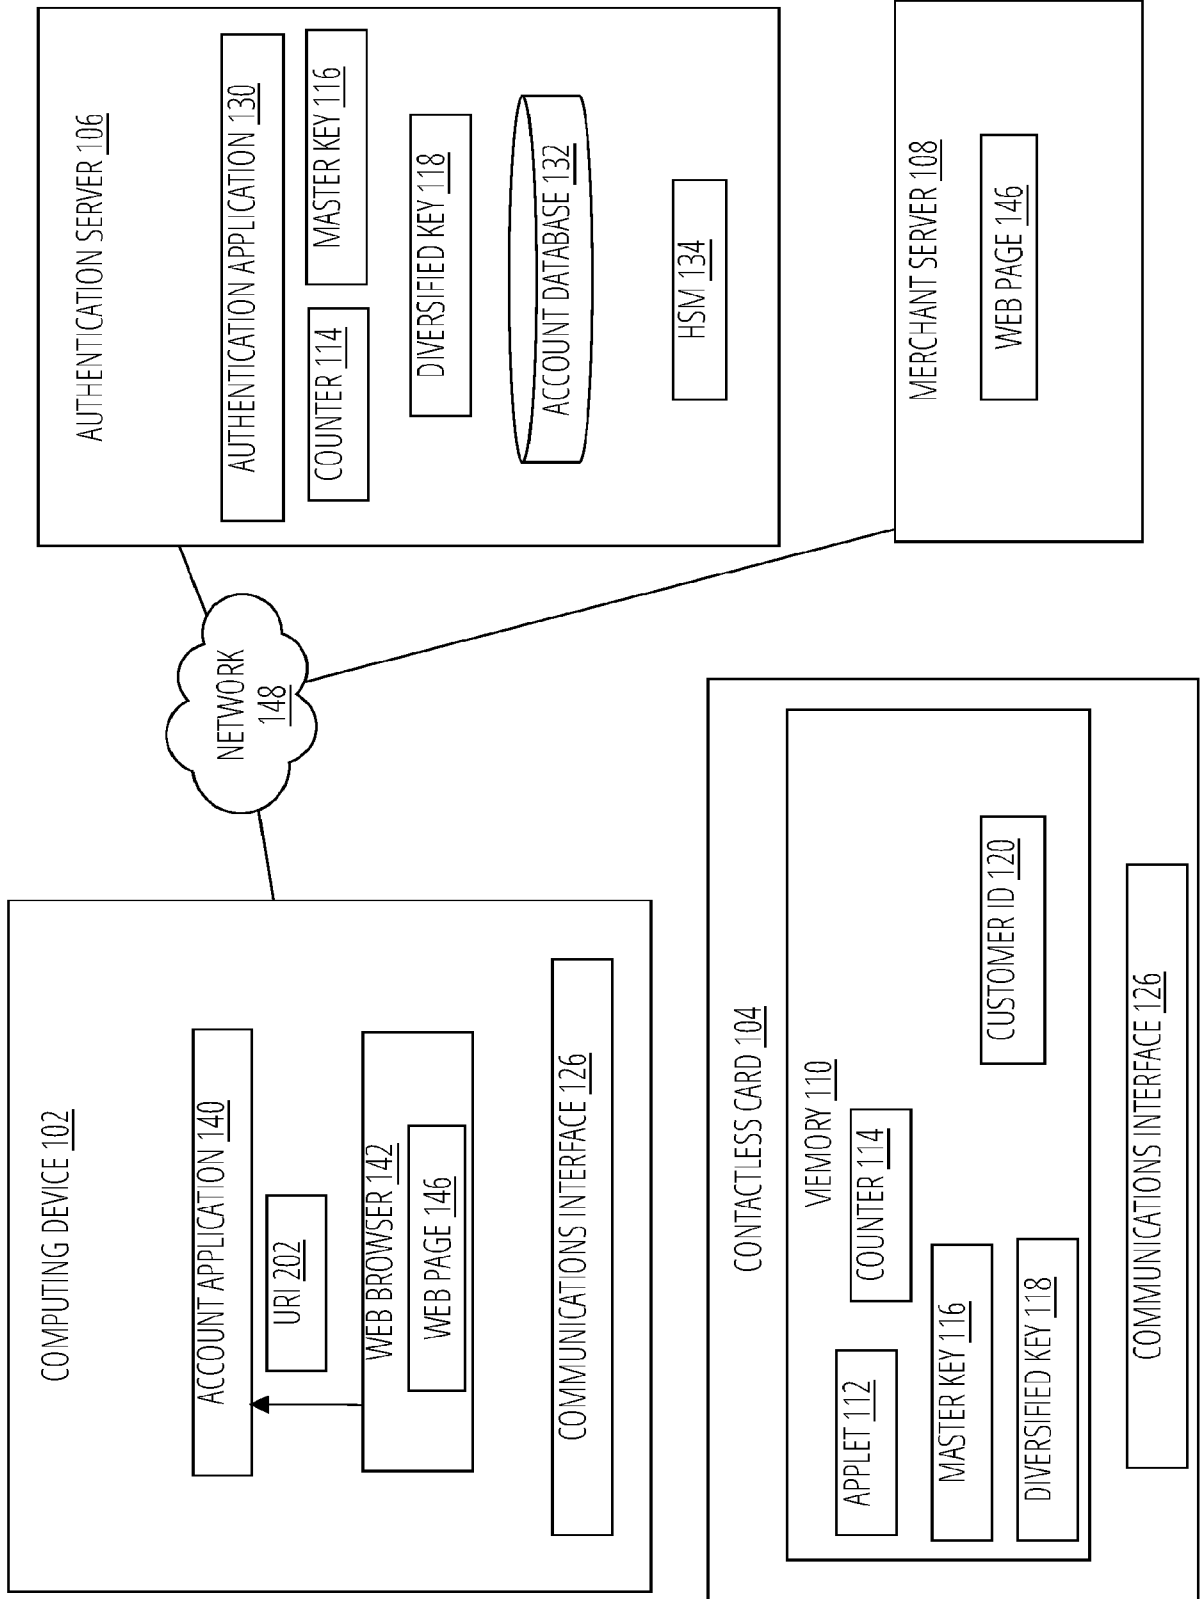 COMPUTING DEVICE 102
ACCOUNT APPLICATION 140
URI 202
WEB BROWSER 142
WEB PAGE 146
COMMUNICATIONS INTERFACE 126
NETWORK
148
AUTHENTICATION SERVER 106
AUTHENTICATION APPLICATION 130
COUNTER 114
MASTER KEY 116
DIVERSIFIED KEY 118
ACCOUNT DATABASE 132
HSM 134
CONTACTLESS CARD 104
MEMORY 110
APPLET 112
COUNTER 114
MASTER KEY 116
DIVERSIFIED KEY 118
CUSTOMER ID 120
COMMUNICATIONS INTERFACE 126
MERCHANT SERVER 108
WEB PAGE 146